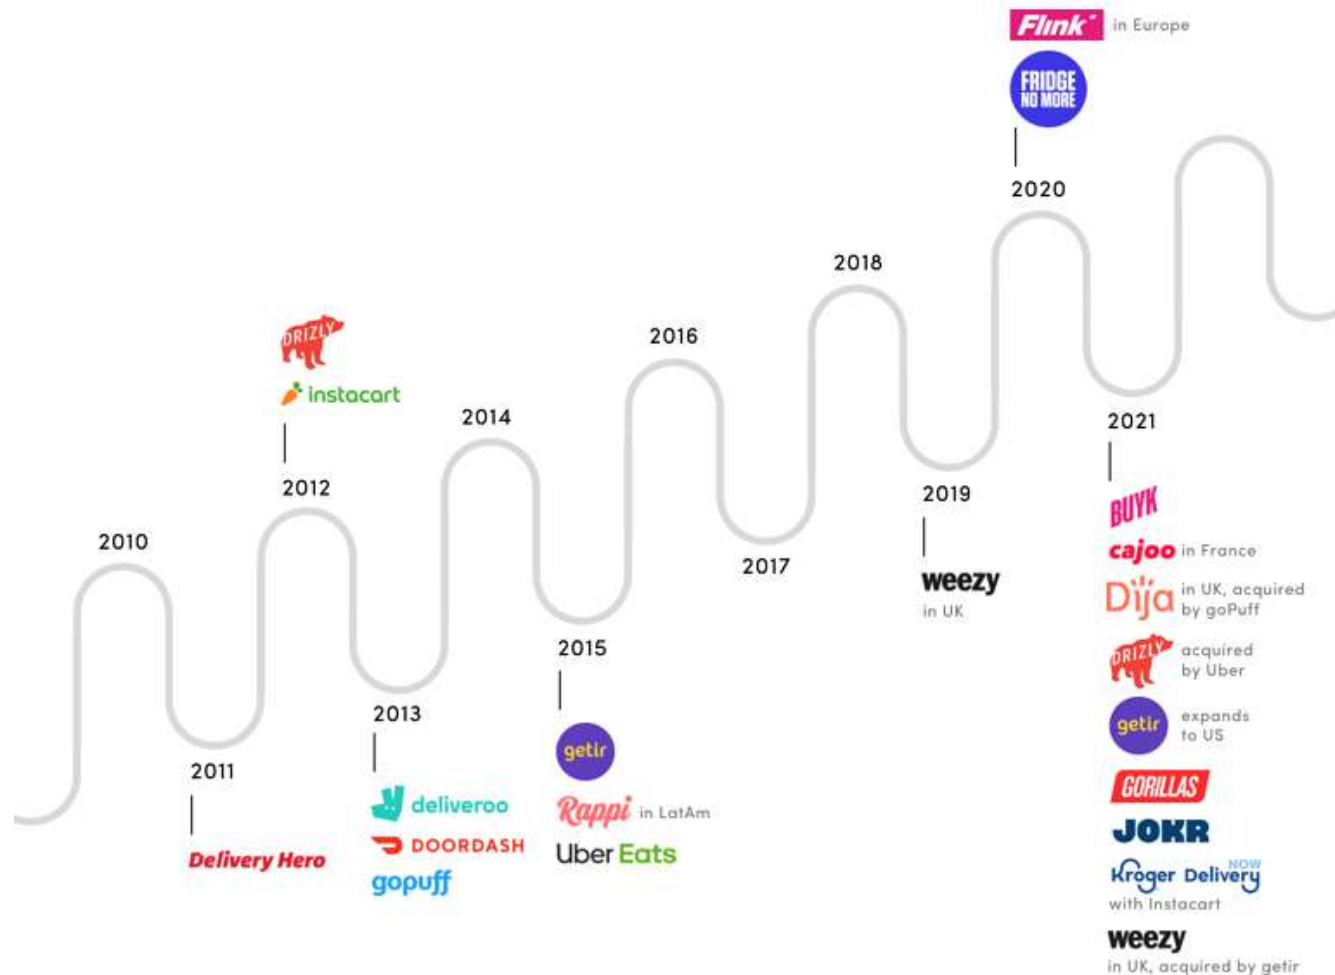 Flink in Europe
FRIDGE
NO MORE
2020
2018
2016
DRIZLY
instacart
2014
2012
2010
2021
2019
2017
2015
2013
2011
Delivery Hero
deliveroo
DOORDASH
gopuff
getir
Rappi in LatAm
Uber Eats
weezy
in UK
BUYK
cajoo in France
Dija in UK, acquired
by goPuff
DRIZLY acquired
by Uber
getir expands
to US
GORILLAS
JOKR
Kroger Delivery NOW
with Instacart
weezy
in UK, acquired by getir